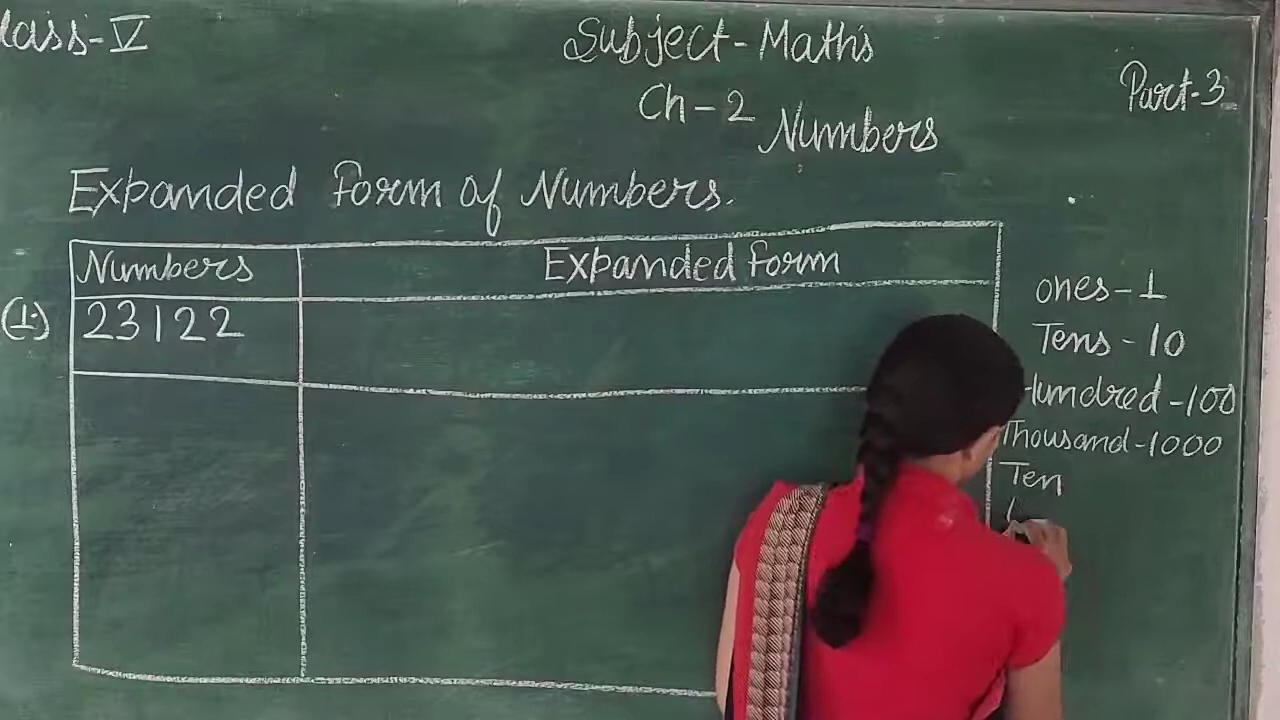 Class-V
Subject-Maths
Part-3
Ch-2 Numbers
Expanded form of Numbers.
Numbers
Expanded form
(1.) 23122
ones-1
Tens-10
Hundred-100
Thousand-1000
Ten